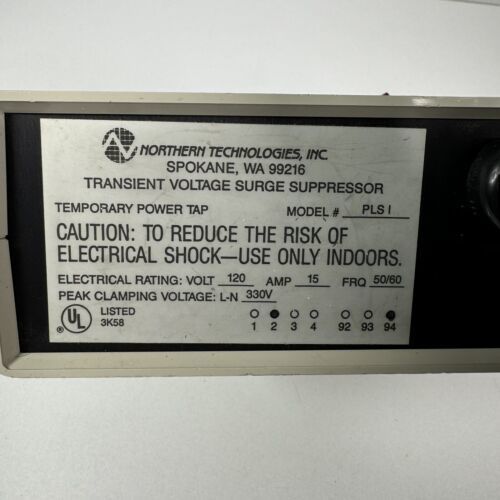 NORTHERN TECHNOLOGIES, INC.
SPOKANE, WA 99216
TRANSIENT VOLTAGE SURGE SUPPRESSOR
TEMPORARY POWER TAP MODEL # PLS I
CAUTION: TO REDUCE THE RISK OF
ELECTRICAL SHOCK—USE ONLY INDOORS.
ELECTRICAL RATING: VOLT 120 AMP 15 FRQ 50/60
PEAK CLAMPING VOLTAGE: L-N 330V
UL ® LISTED
3K58
1 2 3 4 92 93 94